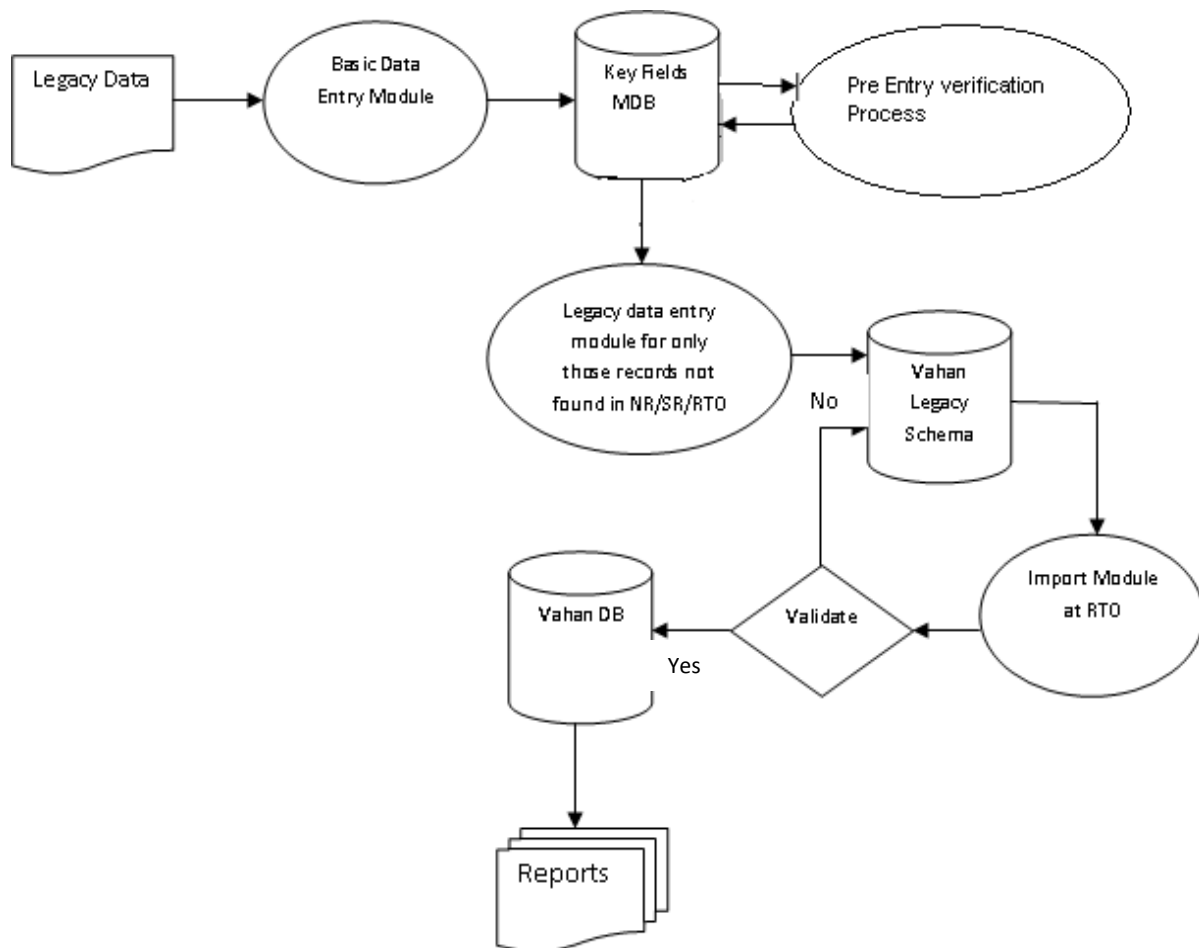 Legacy Data
Basic Data
Entry Module
Key Fields
MDB
Pre Entry verification
Process
Legacy data entry
module for only
those records not
found in NR/SR/RTO
No
Vahan
Legacy
Schema
Import Module
at RTO
Validate
Yes
Vahan DB
Reports